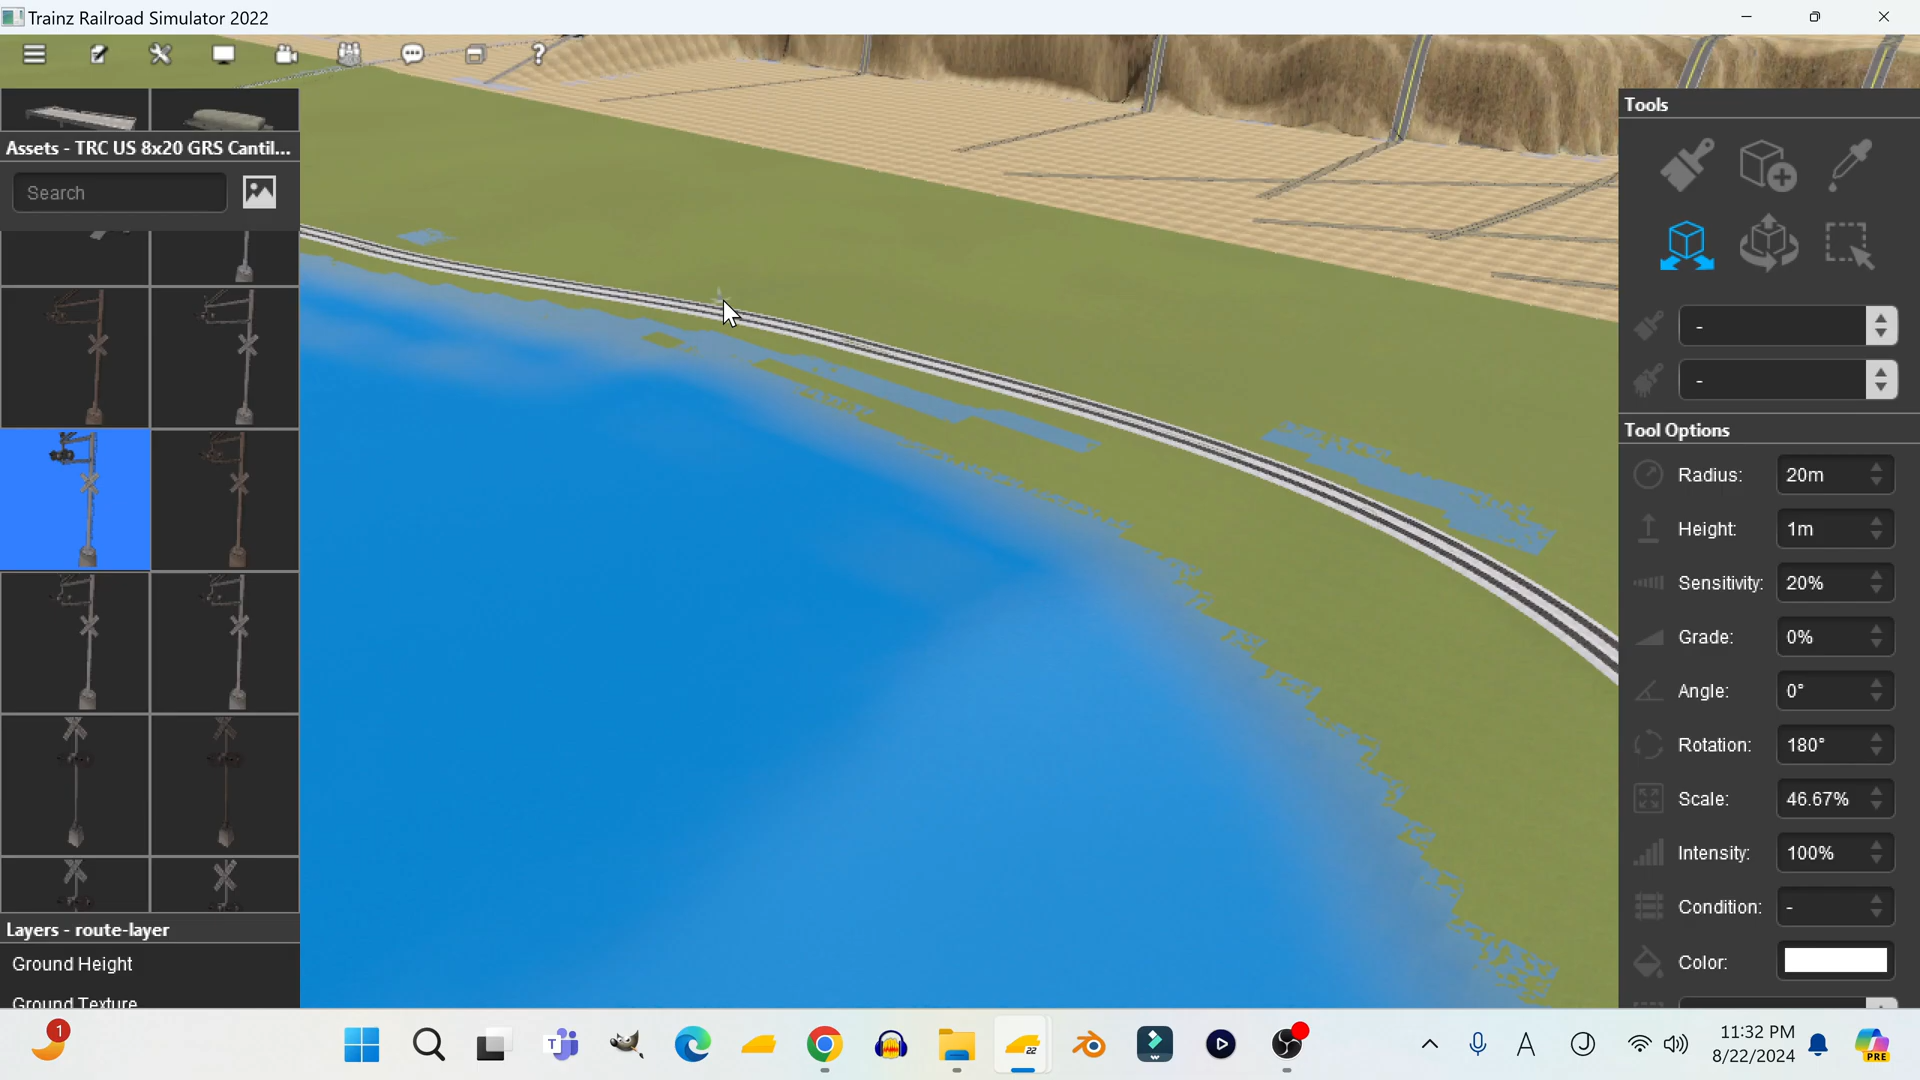 Trainz Railroad Simulator 2022
Assets - TRC US 8x20 GRS Cantil...
Search
Layers - route-layer
Ground Height
Ground Texture
Tools
-
-
Tool Options
Radius: 20m
Height: 1m
Sensitivity: 20%
Grade: 0%
Angle: 0°
Rotation: 180°
Scale: 46.67%
Intensity: 100%
Condition: -
Color:
1
T
22
A
J
11:32 PM
8/22/2024
PRE